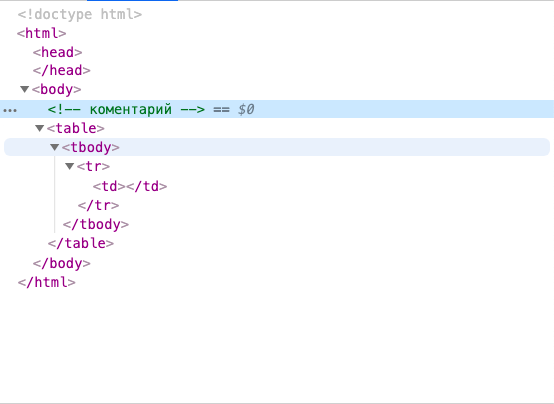 <!doctype html>
<html>
<head>
</head>
<body>
<!-- коментарий --> == $0
<table>
<tbody>
<tr>
<td></td>
</tr>
</tbody>
</table>
</body>
</html>